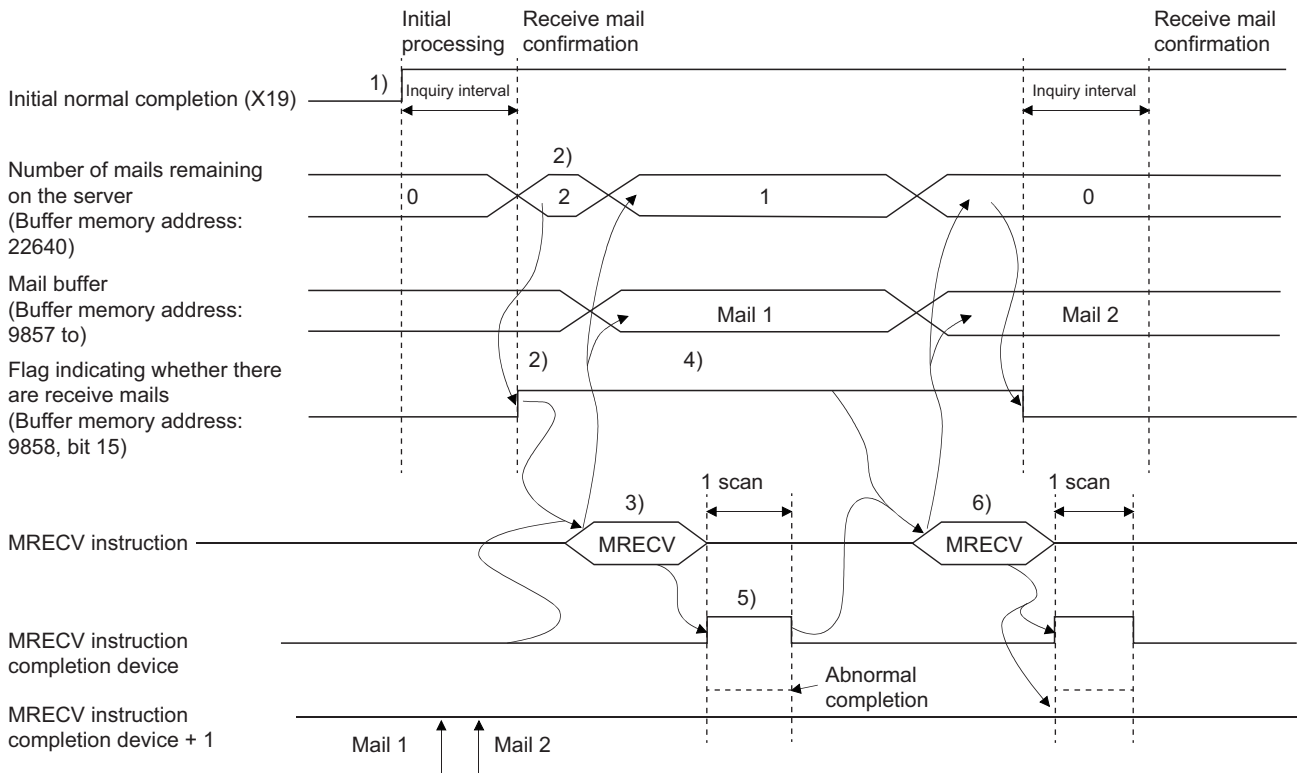 Initial
processing
Receive mail
confirmation
Receive mail
confirmation
1)
Initial normal completion (X19)
Inquiry interval
Inquiry interval
Number of mails remaining
on the server
(Buffer memory address:
22640)
2)
0
2
1
0
Mail buffer
(Buffer memory address:
9857 to)
Mail 1
Mail 2
Flag indicating whether there
are receive mails
(Buffer memory address:
9858, bit 15)
2)
4)
1 scan
1 scan
3)
6)
MRECV instruction
MRECV
MRECV
5)
MRECV instruction
completion device
Abnormal
completion
MRECV instruction
completion device + 1
Mail 1
Mail 2